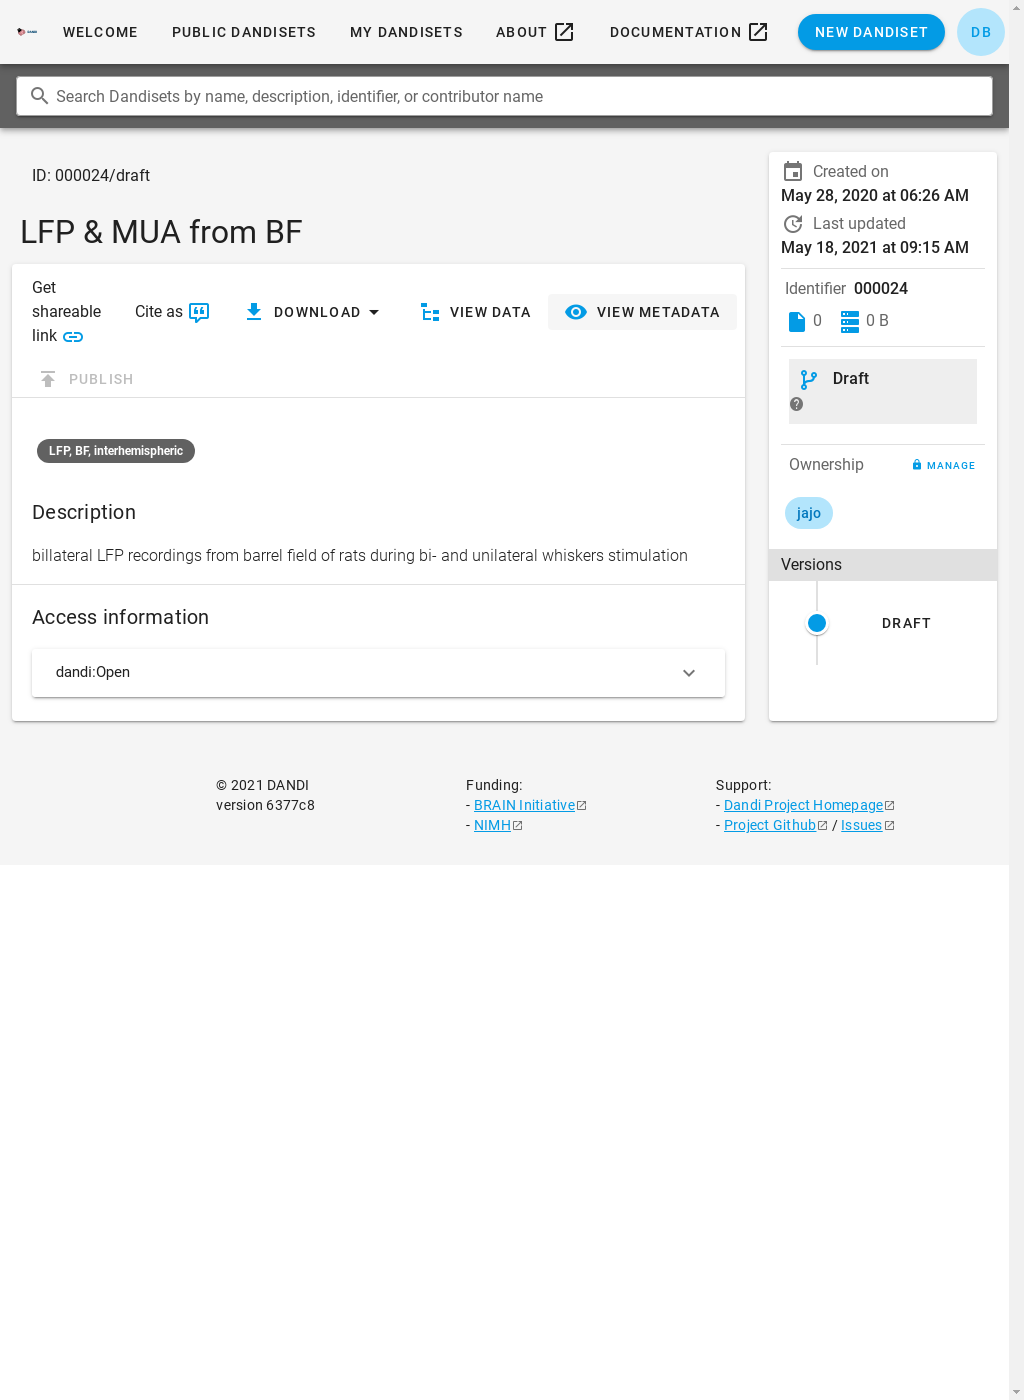 WELCOME
PUBLIC DANDISETS
MY DANDISETS
ABOUT
DOCUMENTATION
NEW DANDISET
DB
Search Dandisets by name, description, identifier, or contributor name
ID: 000024/draft
LFP & MUA from BF
Get
shareable
link
Cite as
DOWNLOAD
VIEW DATA
VIEW METADATA
PUBLISH
LFP, BF, interhemispheric
Description
billateral LFP recordings from barrel field of rats during bi- and unilateral whiskers stimulation
Access information
dandi:Open
Created on
May 28, 2020 at 06:26 AM
Last updated
May 18, 2021 at 09:15 AM
Identifier 000024
0 0 B
Draft
Ownership
MANAGE
jajo
Versions
DRAFT
© 2021 DANDI
version 6377c8
Funding:
- BRAIN Initiative
- NIMH
Support:
- Dandi Project Homepage
- Project Github / Issues